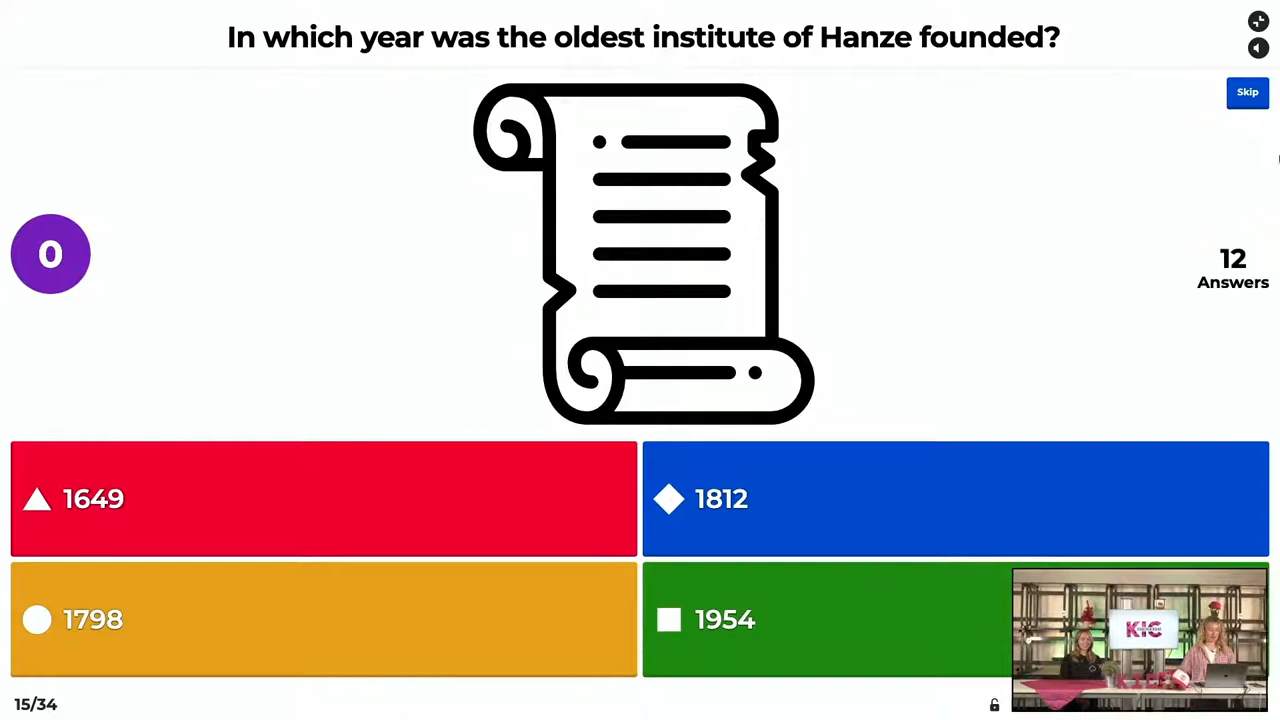 In which year was the oldest institute of Hanze founded?
Skip
0
12
Answers
1649
1812
1798
1954
KIC
15/34